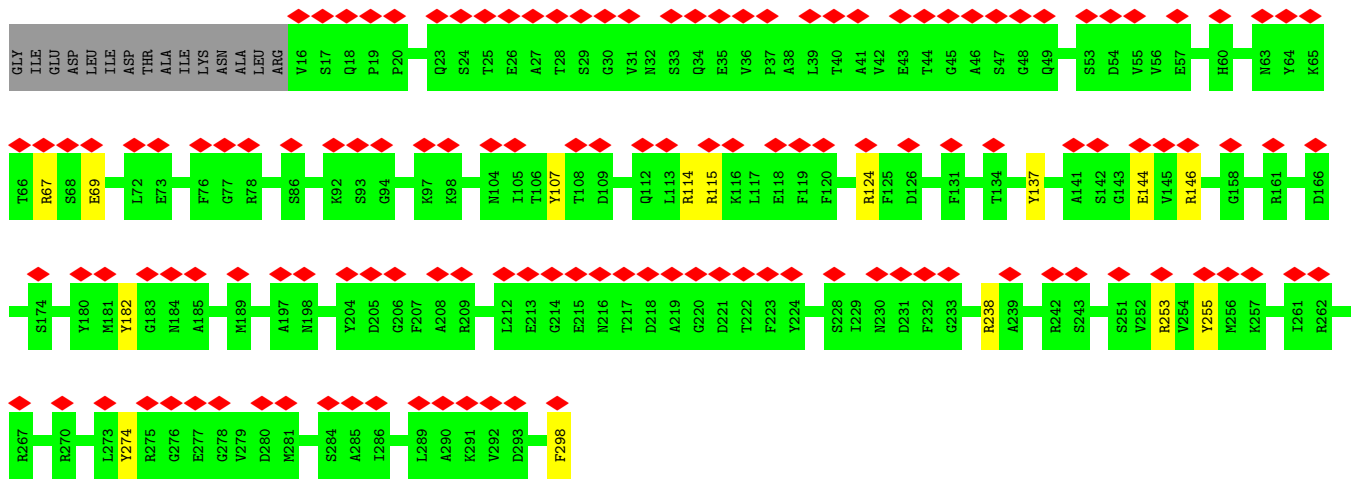 GLY ILE GLU ASP LEU ILE ASP THR ALA ILE LYS ASN ALA LEU ARG V16 S17 Q18 P19 P20 Q23 S24 T25 E26 A27 T28 S29 G30 V31 N32 S33 Q34 E35 V36 P37 A38 L39 T40 A41 V42 E43 T44 G45 A46 S47 G48 Q49 S53 D54 V55 V56 E57 H60 N63 Y64 K65
T66 R67 S68 E69 L72 E73 F76 G77 R78 S86 K92 S93 G94 K97 K98 N104 I105 T106 Y107 T108 D109 Q112 L113 R114 R115 K116 L117 E118 F119 F120 R124 F125 D126 F131 T134 Y137 A141 S142 G143 E144 V145 R146 G158 R161 D166
S174 Y180 M181 Y182 G183 N184 A185 M189 A197 N198 Y204 D205 G206 F207 A208 R209 L212 E213 G214 E215 N216 T217 D218 A219 G220 D221 T222 F223 Y224 S228 I229 N230 D231 F232 G233 R238 A239 R242 S243 S251 V252 R253 V254 Y255 M256 K257 I261 R262
R267 R270 L273 Y274 R275 G276 E277 G278 V279 D280 M281 S284 A285 I286 L289 A290 K291 V292 D293 F298